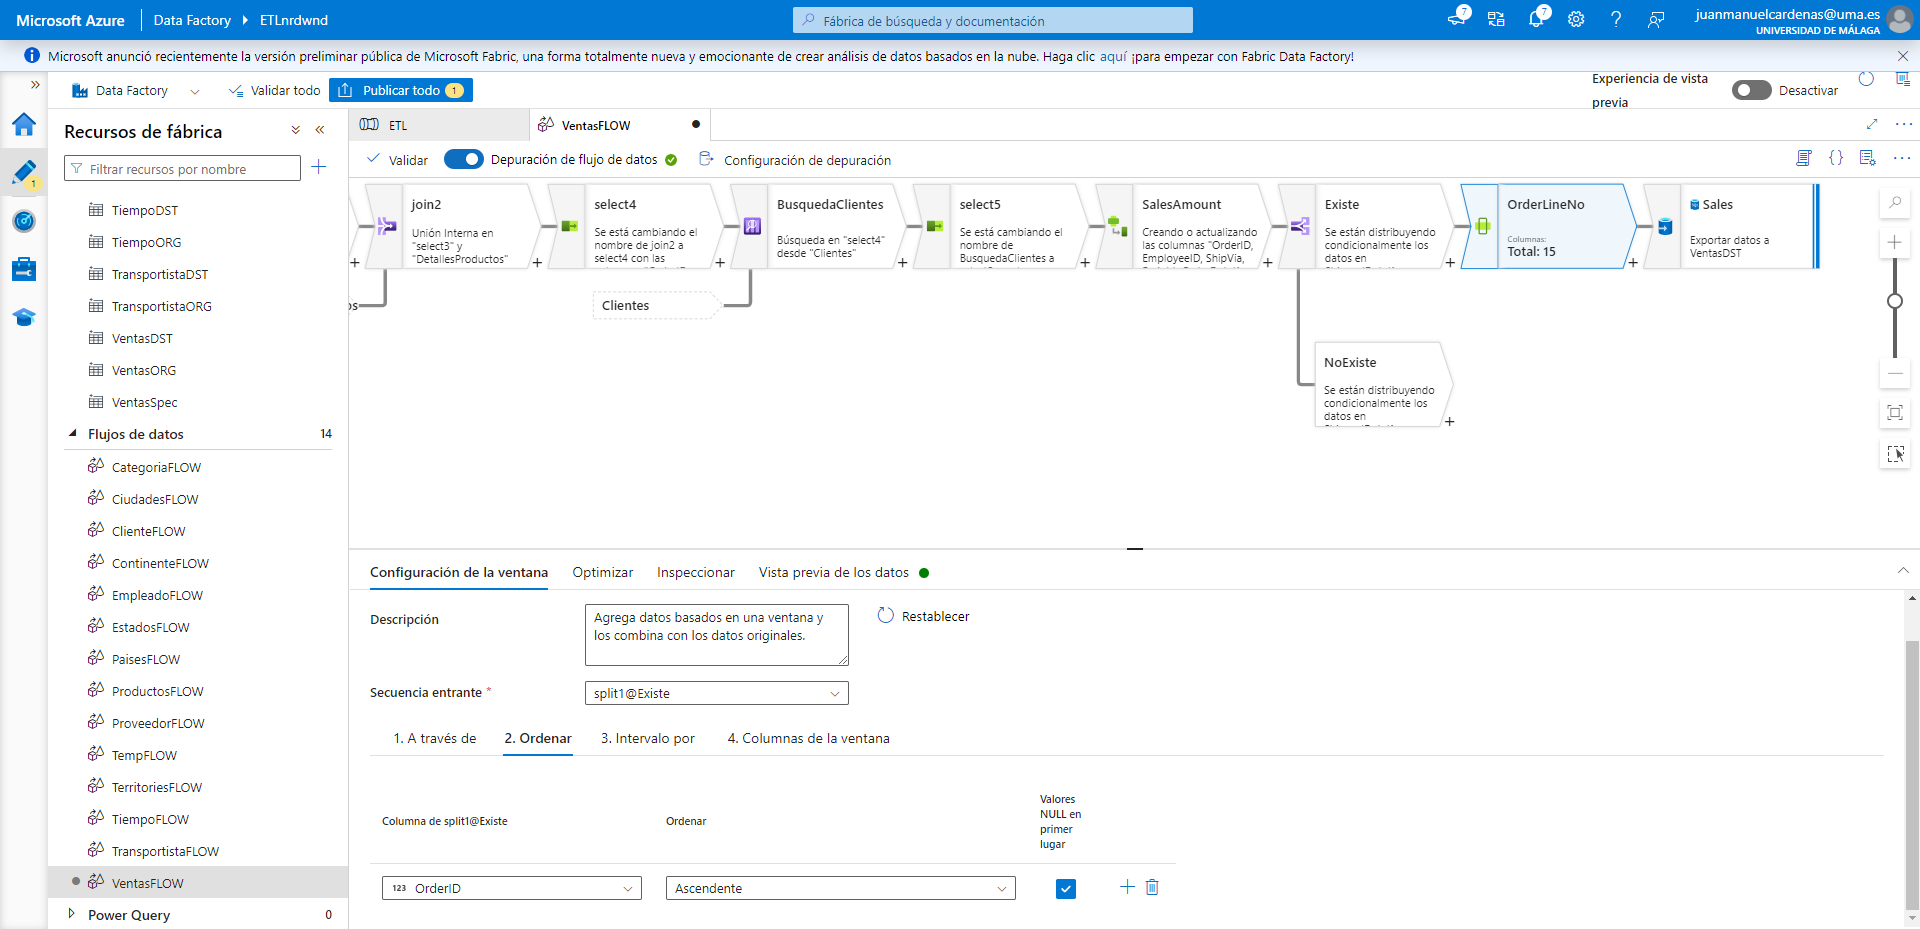 Microsoft Azure
Data Factory
ETLnrdwnd
Fábrica de búsqueda y documentación
7
7
juanmanuelcardenas@uma.es
UNIVERSIDAD DE MÁLAGA
Microsoft anunció recientemente la versión preliminar pública de Microsoft Fabric, una forma totalmente nueva y emocionante de crear análisis de datos basados en la nube. Haga clic aquí ¡para empezar con Fabric Data Factory!
Data Factory
Validar todo
Publicar todo 1
Experiencia de vista
previa
Desactivar
1
Recursos de fábrica
Filtrar recursos por nombre
TiempoDST
TiempoORG
TransportistaDST
TransportistaORG
VentasDST
VentasORG
VentasSpec
Flujos de datos 14
CategoriaFLOW
CiudadesFLOW
ClienteFLOW
ContinenteFLOW
EmpleadoFLOW
EstadosFLOW
PaisesFLOW
ProductosFLOW
ProveedorFLOW
TempFLOW
TerritoriesFLOW
TiempoFLOW
TransportistaFLOW
VentasFLOW
Power Query 0
ETL
VentasFLOW
Validar
Depuración de flujo de datos
Configuración de depuración
join2
Unión Interna en
"select3" y
"DetallesProductos"
select4
Se está cambiando el
nombre de join2 a
select4 con las
BusquedaClientes
Búsqueda en "select4"
desde "Clientes"
select5
Se está cambiando el
nombre de
BusquedaClientes a
SalesAmount
Creando o actualizando
las columnas "OrderID,
EmployeeID, ShipVia,
Existe
Se están distribuyendo
condicionalmente los
datos en
OrderLineNo
Columnas:
Total: 15
Sales
Exportar datos a
VentasDST
os
Clientes
NoExiste
Se están distribuyendo
condicionalmente los
datos en
Configuración de la ventana
Optimizar
Inspeccionar
Vista previa de los datos
Descripción
Agrega datos basados en una ventana y
los combina con los datos originales.
Restablecer
Secuencia entrante *
split1@Existe
1. A través de
2. Ordenar
3. Intervalo por
4. Columnas de la ventana
Columna de split1@Existe
Ordenar
Valores
NULL en
primer
lugar
123 OrderID
Ascendente